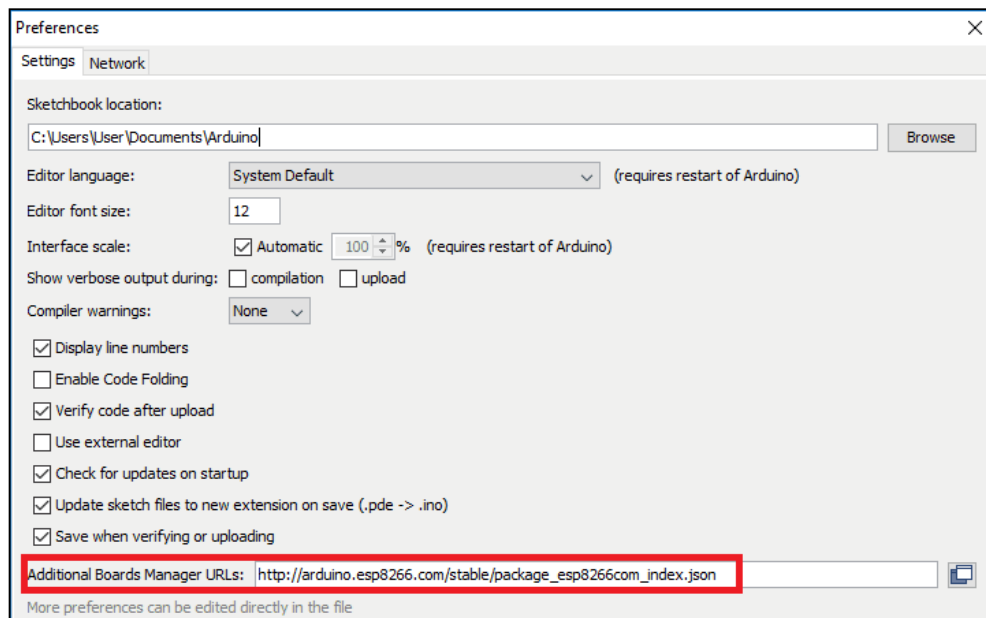 Preferences
Settings Network
Sketchbook location:
C:\Users\User\Documents\Arduino Browse
Editor language: System Default (requires restart of Arduino)
Editor font size: 12
Interface scale: Automatic 100 % (requires restart of Arduino)
Show verbose output during: compilation upload
Compiler warnings: None
Display line numbers
Enable Code Folding
Verify code after upload
Use external editor
Check for updates on startup
Update sketch files to new extension on save (.pde -> .ino)
Save when verifying or uploading
Additional Boards Manager URLs: http://arduino.esp8266.com/stable/package_esp8266com_index.json
More preferences can be edited directly in the file